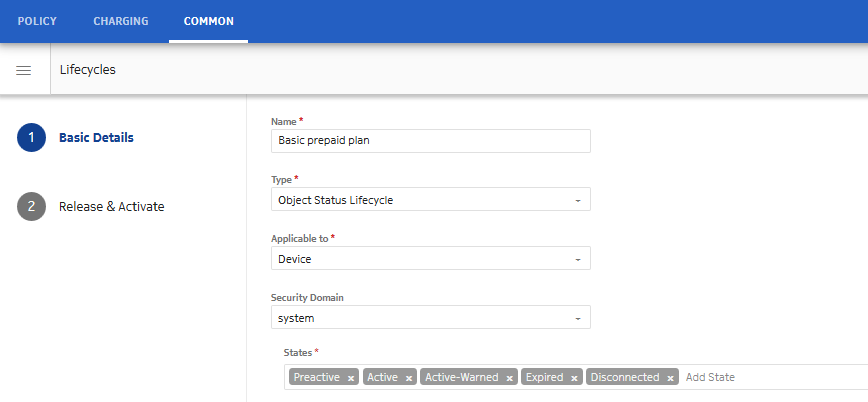 POLICY CHARGING COMMON
Lifecycles
1 Basic Details
2 Release & Activate
Name *
Basic prepaid plan
Type *
Object Status Lifecycle
Applicable to *
Device
Security Domain
system
States *
Preactive x Active x Active-Warned x Expired x Disconnected x Add State